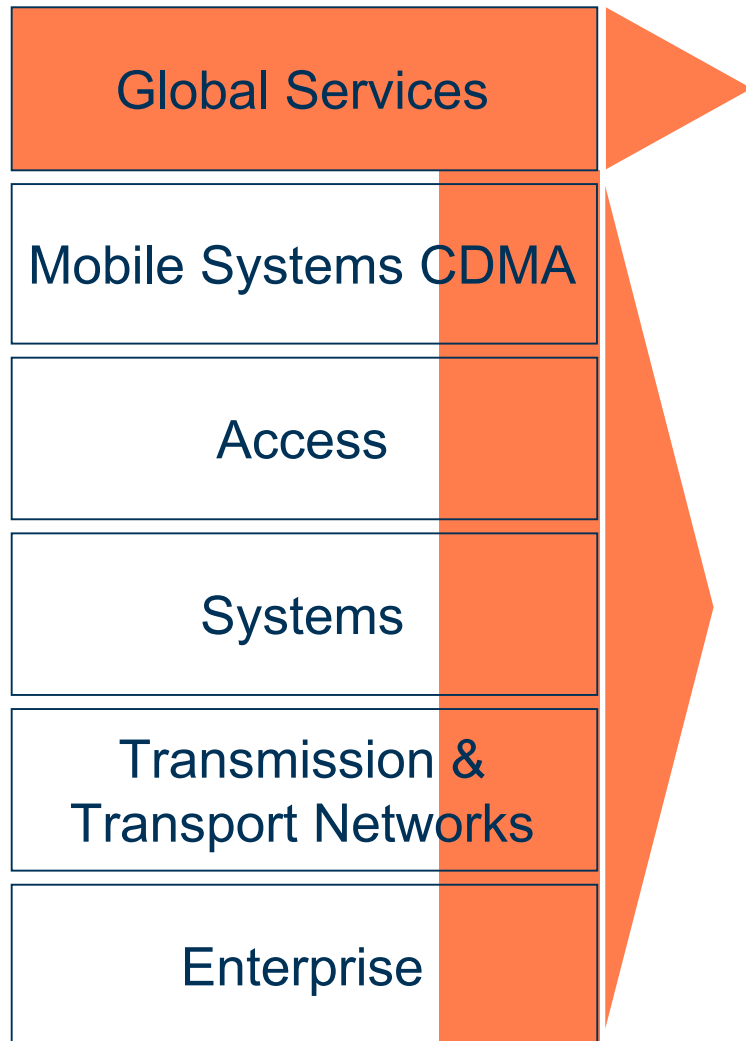 Global Services
Mobile Systems CDMA
Access
Systems
Transmission &
Transport Networks
Enterprise